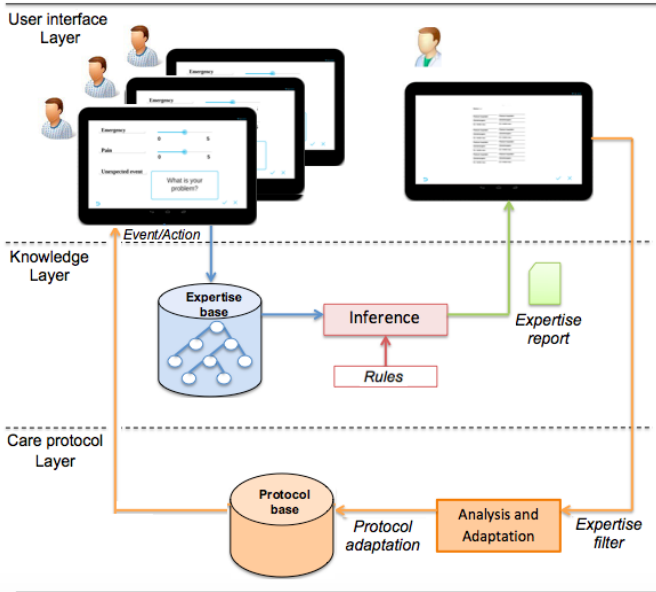 User interface
Layer
Emergency
Emergency
Emergency
0 5
Pain
0 5
Unexpected event
What is your
problem?
Event/Action
Knowledge
Layer
Expertise
base
Inference
Rules
Expertise
report
Care protocol
Layer
Protocol
base
Protocol
adaptation
Analysis and
Adaptation
Expertise
filter